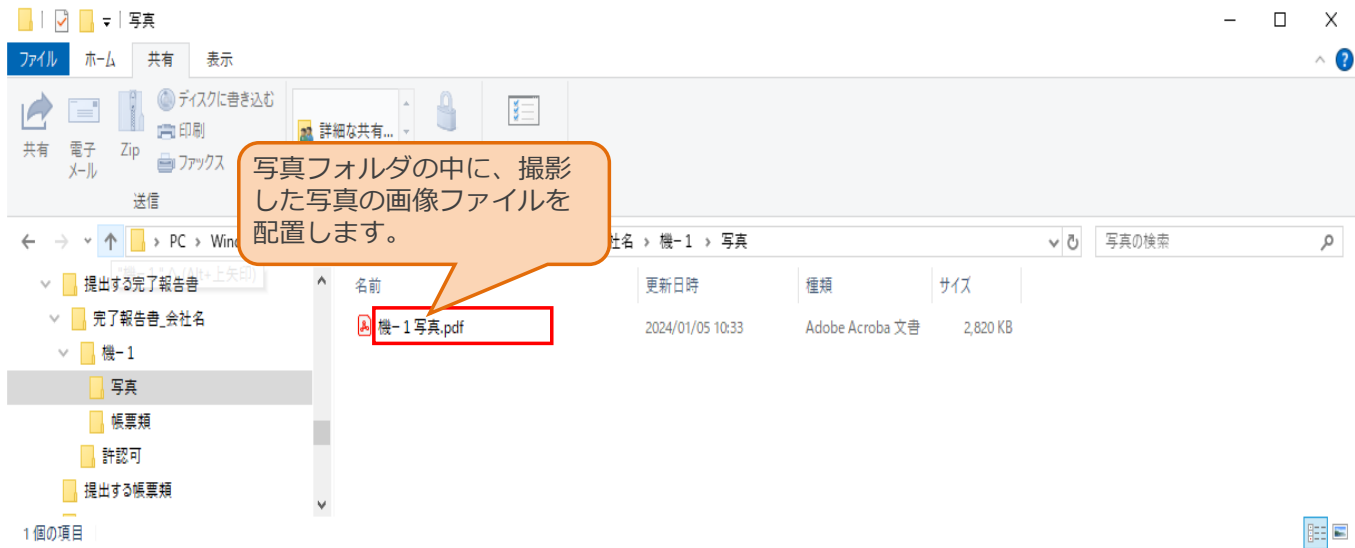 写真
ファイル ホーム 共有 表示
共有
電子
メール
Zip
ディスクに書き込む
印刷
ファックス
送信
詳細な共有...
写真フォルダの中に、撮影
した写真の画像ファイルを
配置します。
PC › Wind
社名 › 機-1 › 写真
写真の検索
名前 更新日時 種類 サイズ
提出する完了報告書
完了報告書_会社名
機-1
写真
帳票類
許認可
提出する帳票類
機-1写真.pdf 2024/01/05 10:33 Adobe Acroba 文書 2,820 KB
1個の項目